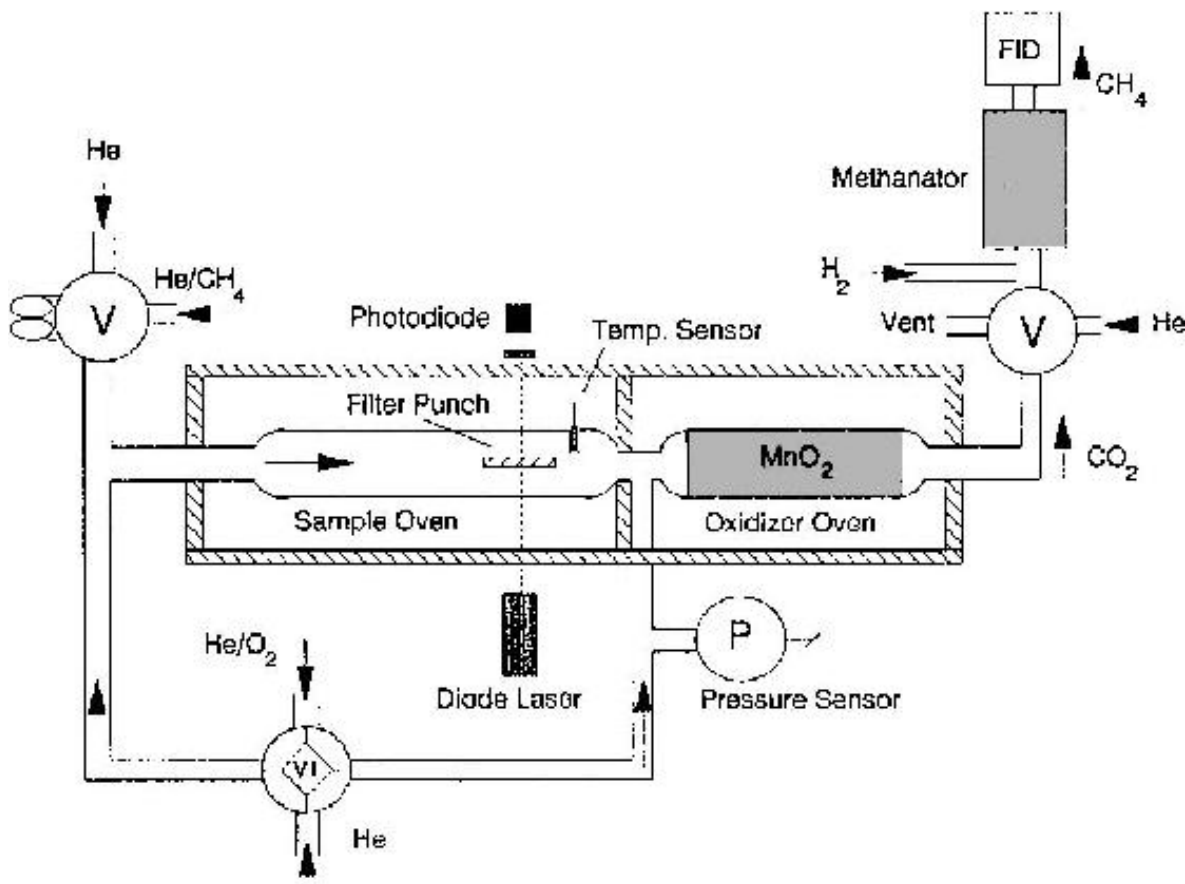 FID
CH4
He
Methanator
He/CH4
H2
V
Photodiode
Temp. Sensor
Vent
V
He
Filter Punch
MnO2
CO2
Sample Oven
Oxidizer Oven
He/O2
P
Diode Laser
Pressure Sensor
V1
He